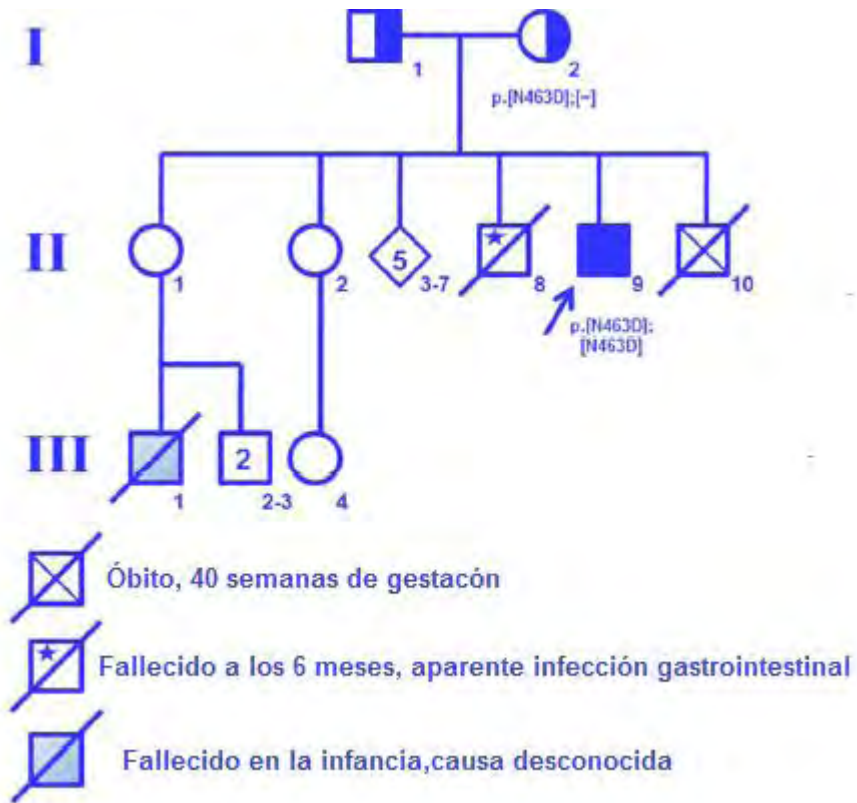 I
1
2
p.[N463D];[-]
II
1
2
5
3-7
8
9
10
p.[N463D];
[N463D]
III
1
2
2-3
4
Óbito, 40 semanas de gestacón
Fallecido a los 6 meses, aparente infección gastrointestinal
Fallecido en la infancia,causa desconocida